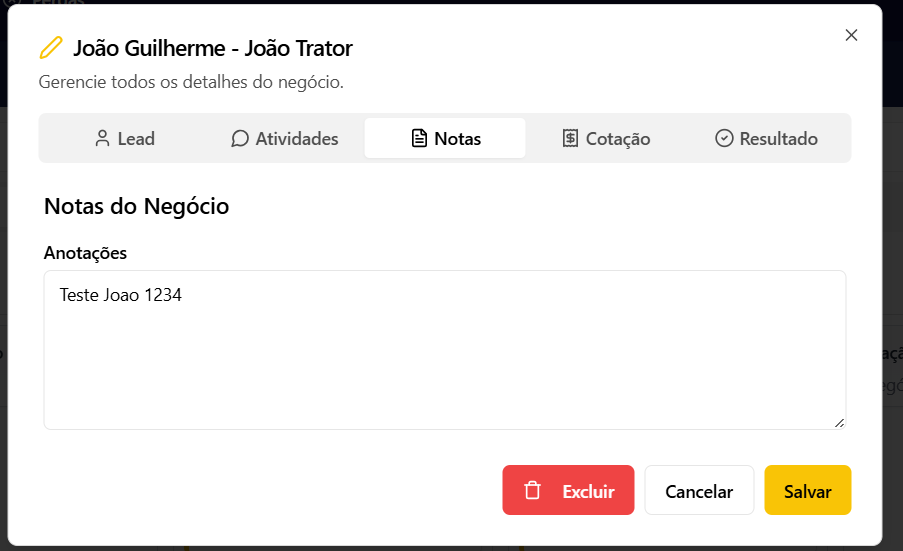 João Guilherme - João Trator
Gerencie todos os detalhes do negócio.
Lead Atividades Notas Cotação Resultado
Notas do Negócio
Anotações
Teste Joao 1234
Excluir Cancelar Salvar